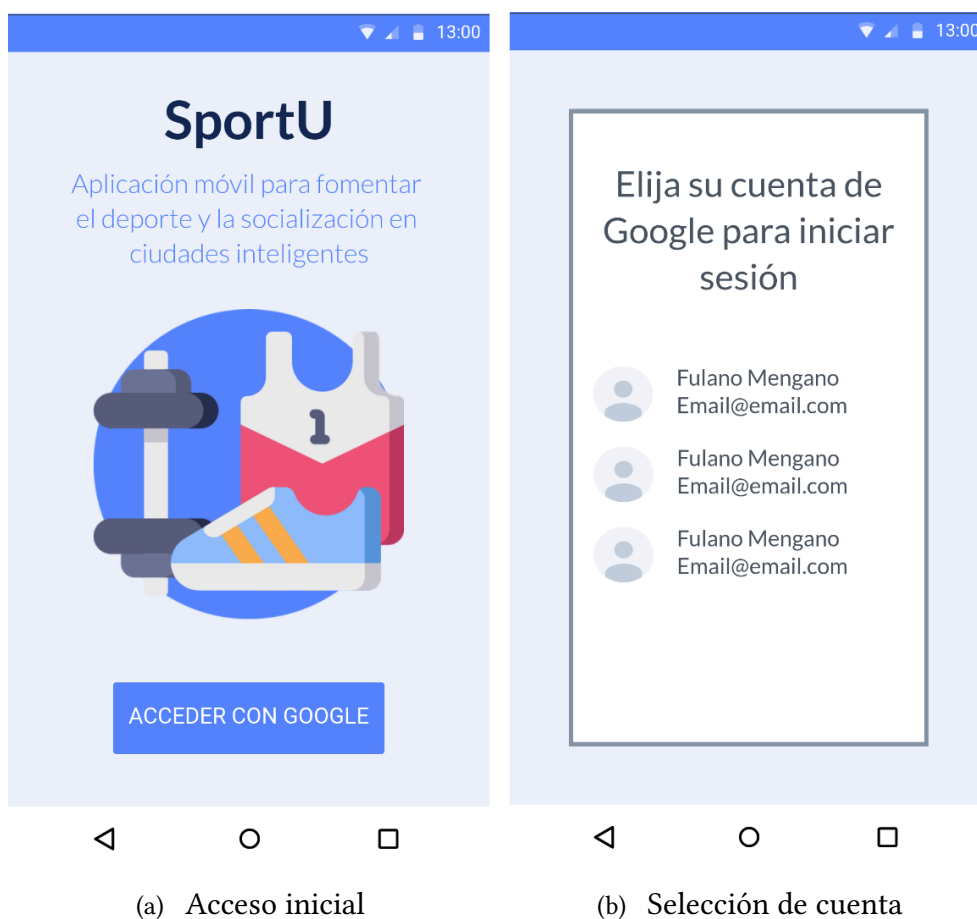 13:00
SportU
Aplicación móvil para fomentar
el deporte y la socialización en
ciudades inteligentes
1
ACCEDER CON GOOGLE
(a) Acceso inicial
13:00
Elija su cuenta de
Google para iniciar
sesión
Fulano Mengano
Email@email.com
Fulano Mengano
Email@email.com
Fulano Mengano
Email@email.com
(b) Selección de cuenta